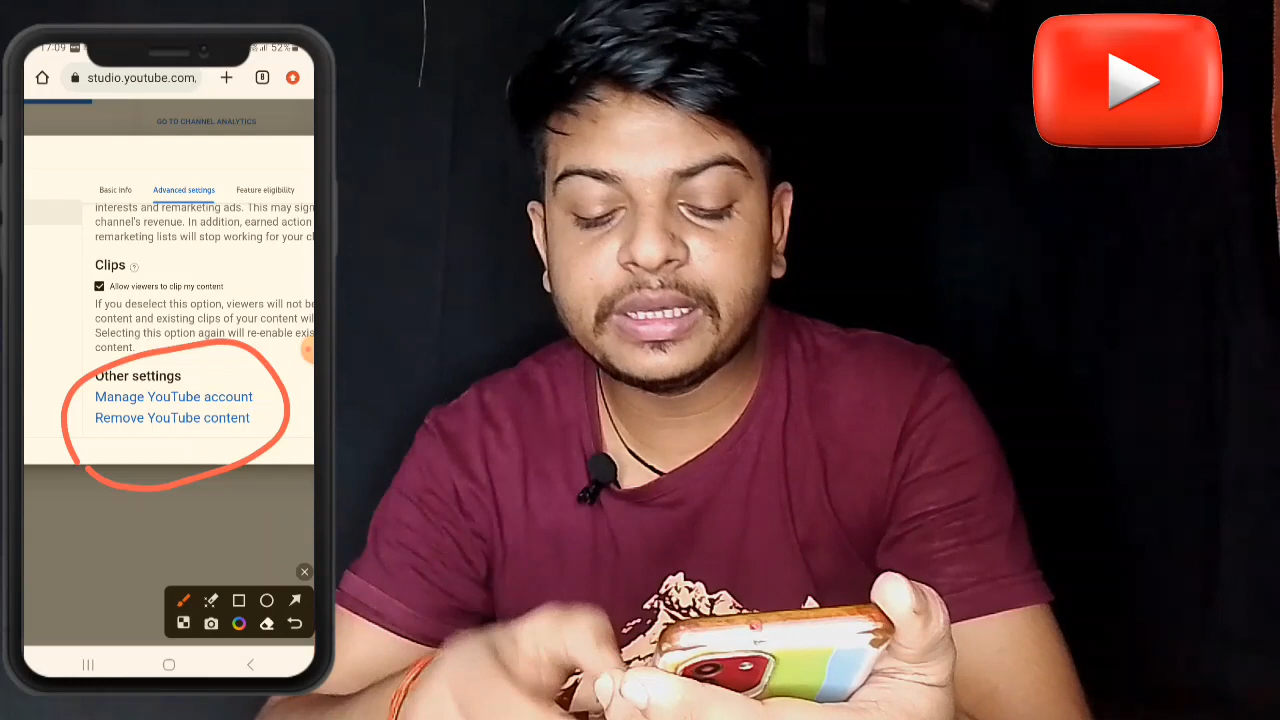 17:09
52%
studio.youtube.com,
8
GO TO CHANNEL ANALYTICS
Basic info
Advanced settings
Feature eligibility
interests and remarketing ads. This may sign
channel's revenue. In addition, earned action
remarketing lists will stop working for your cl
Clips
Allow viewers to clip my content
If you deselect this option, viewers will not be
content and existing clips of your content wil
Selecting this option again will re-enable exis
content.
Other settings
Manage YouTube account
Remove YouTube content